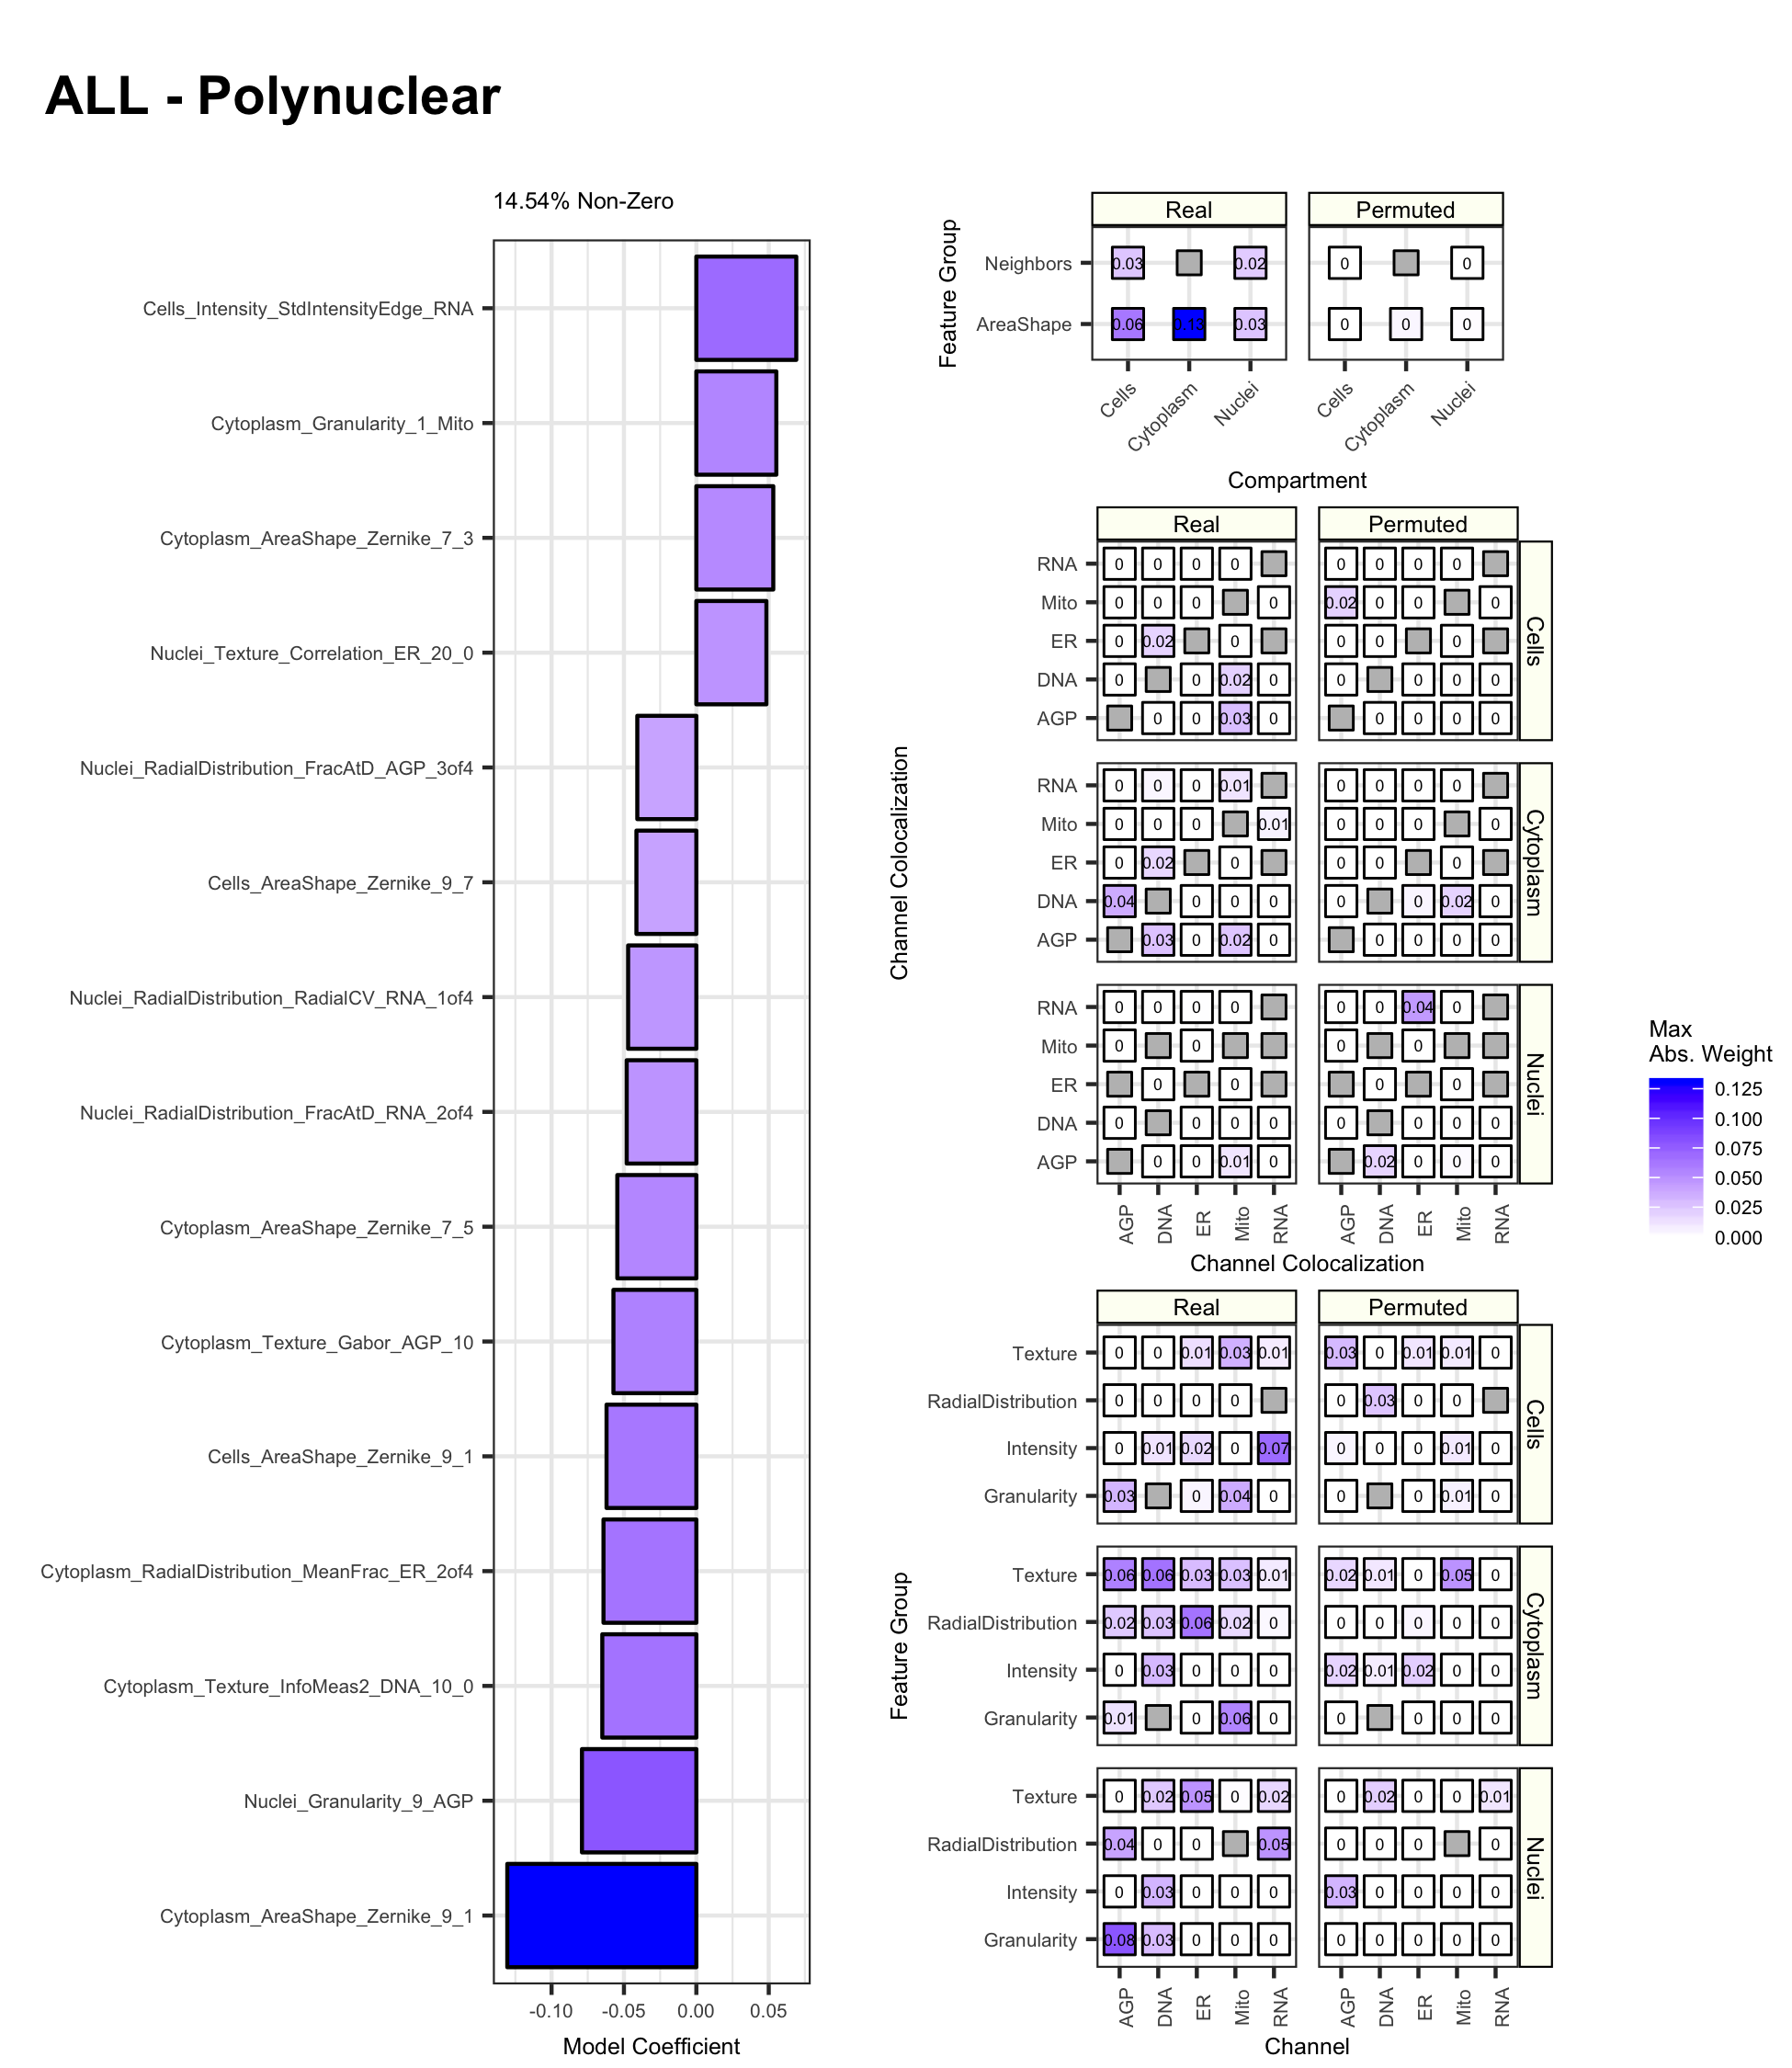 ALL - Polynuclear
14.54% Non-Zero
Cells_Intensity_StdIntensityEdge_RNA
Cytoplasm_Granularity_1_Mito
Cytoplasm_AreaShape_Zernike_7_3
Nuclei_Texture_Correlation_ER_20_0
Nuclei_RadialDistribution_FracAtD_AGP_3of4
Cells_AreaShape_Zernike_9_7
Nuclei_RadialDistribution_RadialCV_RNA_1of4
Nuclei_RadialDistribution_FracAtD_RNA_2of4
Cytoplasm_AreaShape_Zernike_7_5
Cytoplasm_Texture_Gabor_AGP_10
Cells_AreaShape_Zernike_9_1
Cytoplasm_RadialDistribution_MeanFrac_ER_2of4
Cytoplasm_Texture_InfoMeas2_DNA_10_0
Nuclei_Granularity_9_AGP
Cytoplasm_AreaShape_Zernike_9_1
-0.10 -0.05 0.00 0.05
Model Coefficient
Feature Group
Real Permuted
Neighbors 0.03 0.02 0 0
AreaShape 0.06 0.13 0.03 0 0 0
Cells Cytoplasm Nuclei Cells Cytoplasm Nuclei
Compartment
Channel Colocalization
Real Permuted
RNA 0 0 0 0 0 0 0 0
Mito 0 0 0 0 0.02 0 0 0
ER 0 0.02 0 0 0 0
DNA 0 0 0.02 0 0 0 0 0
AGP 0 0 0.03 0 0 0 0 0
Cells
RNA 0 0 0 0.01 0 0 0 0
Mito 0 0 0 0.01 0 0 0 0
ER 0 0.02 0 0 0 0
DNA 0.04 0 0 0 0 0 0.02 0
AGP 0.03 0 0.02 0 0 0 0 0
Cytoplasm
RNA 0 0 0 0 0 0 0.04 0
Mito 0 0 0 0
ER 0 0 0 0
DNA 0 0 0 0 0 0 0 0
AGP 0 0 0.01 0 0.02 0 0 0
Nuclei
AGP DNA ER Mito RNA AGP DNA ER Mito RNA
Channel Colocalization
Feature Group
Real Permuted
Texture 0 0 0.01 0.03 0.01 0.03 0 0.01 0.01 0
RadialDistribution 0 0 0 0 0 0.03 0 0
Intensity 0 0.01 0.02 0 0.07 0 0 0 0.01 0
Granularity 0.03 0 0.04 0 0 0 0.01 0
Cells
Texture 0.06 0.06 0.03 0.03 0.01 0.02 0.01 0 0.05 0
RadialDistribution 0.02 0.03 0.06 0.02 0 0 0 0 0 0
Intensity 0 0.03 0 0 0 0.02 0.01 0.02 0 0
Granularity 0.01 0 0.06 0 0 0 0 0
Cytoplasm
Texture 0 0.02 0.05 0 0.02 0 0.02 0 0 0.01
RadialDistribution 0.04 0 0 0.05 0 0 0 0
Intensity 0 0.03 0 0 0 0.03 0 0 0 0
Granularity 0.08 0.03 0 0 0 0 0 0 0 0
Nuclei
AGP DNA ER Mito RNA AGP DNA ER Mito RNA
Channel
Max
Abs. Weight
0.125
0.100
0.075
0.050
0.025
0.000